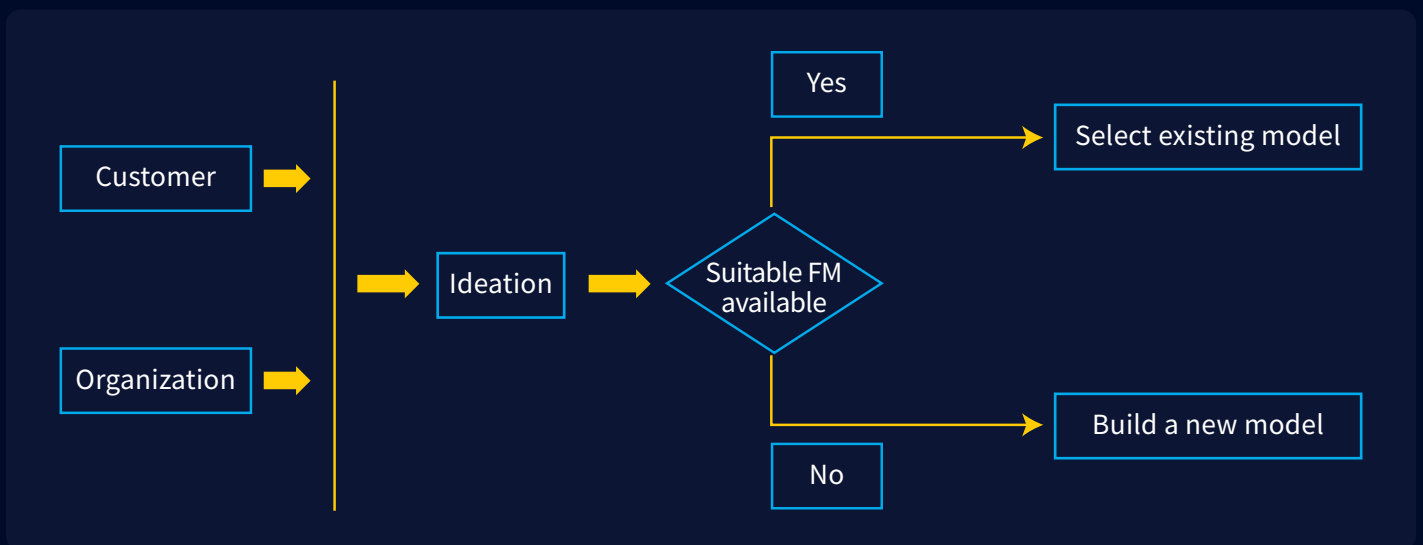 Customer
Organization
Ideation
Suitable FM
available
Yes
Select existing model
No
Build a new model